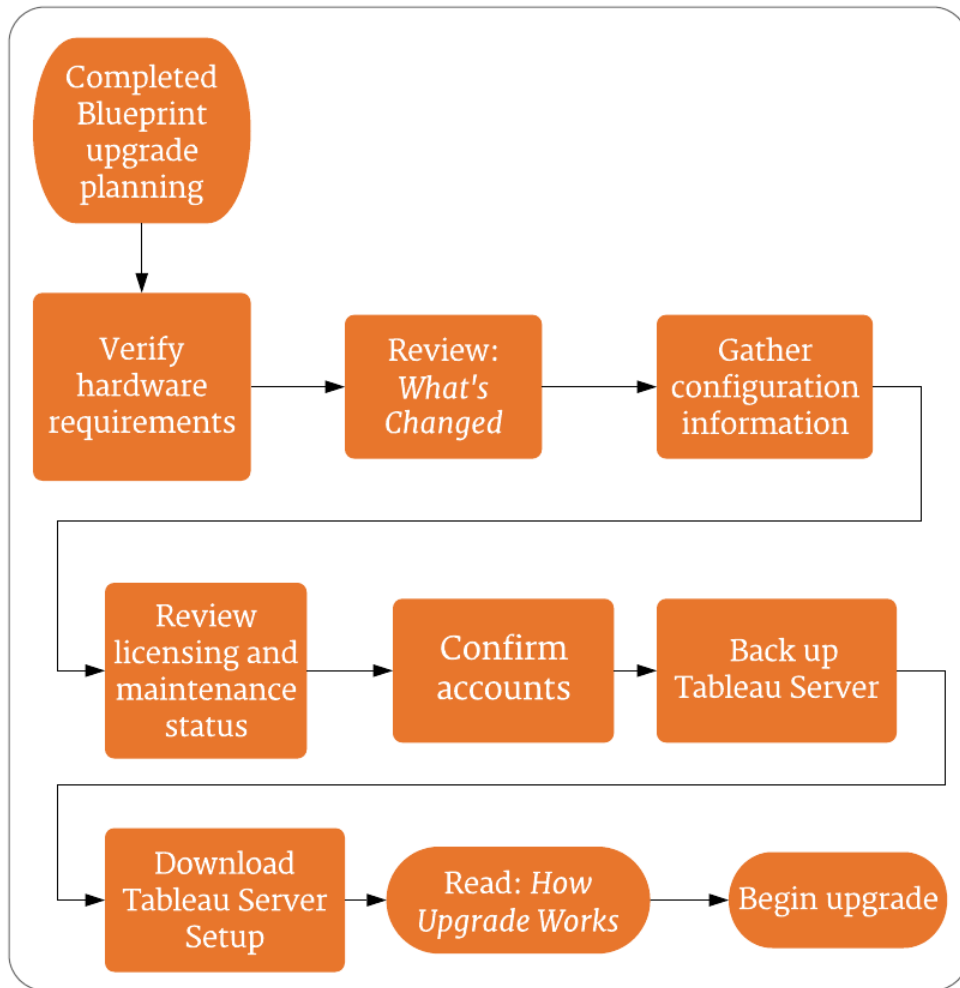 Completed
Blueprint
upgrade
planning
Verify
hardware
requirements
Review:
What's
Changed
Gather
configuration
information
Review
licensing and
maintenance
status
Confirm
accounts
Back up
Tableau Server
Download
Tableau Server
Setup
Read: How
Upgrade Works
Begin upgrade